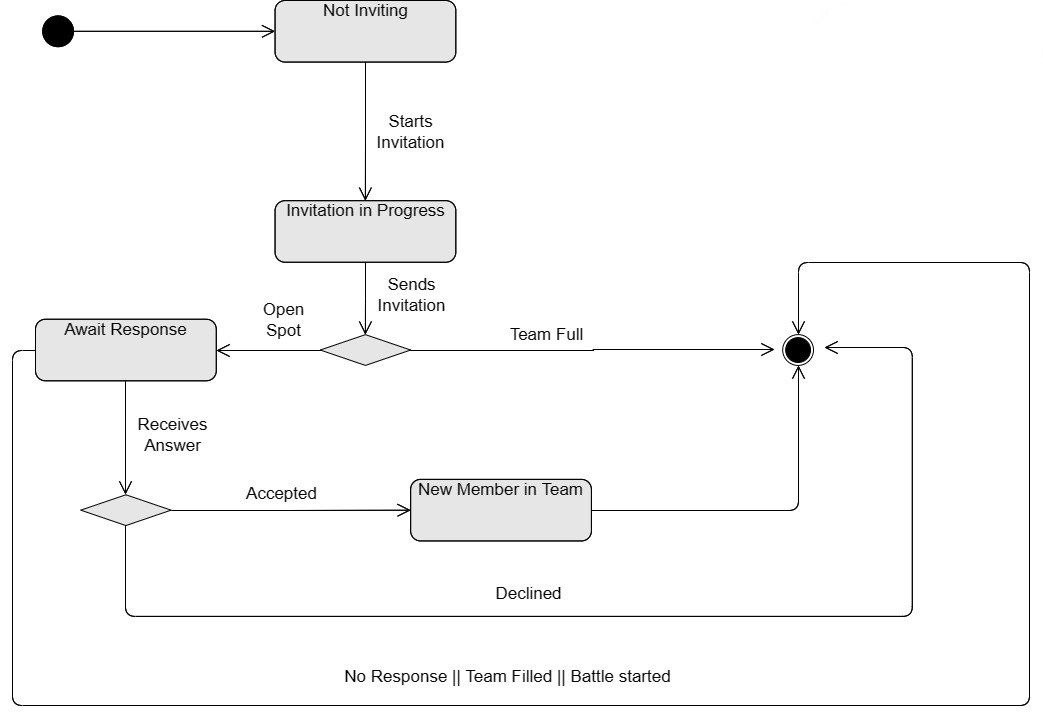 Not Inviting
Starts
Invitation
Invitation in Progress
Sends
Invitation
Open
Spot
Team Full
Await Response
Receives
Answer
Accepted
New Member in Team
Declined
No Response || Team Filled || Battle started